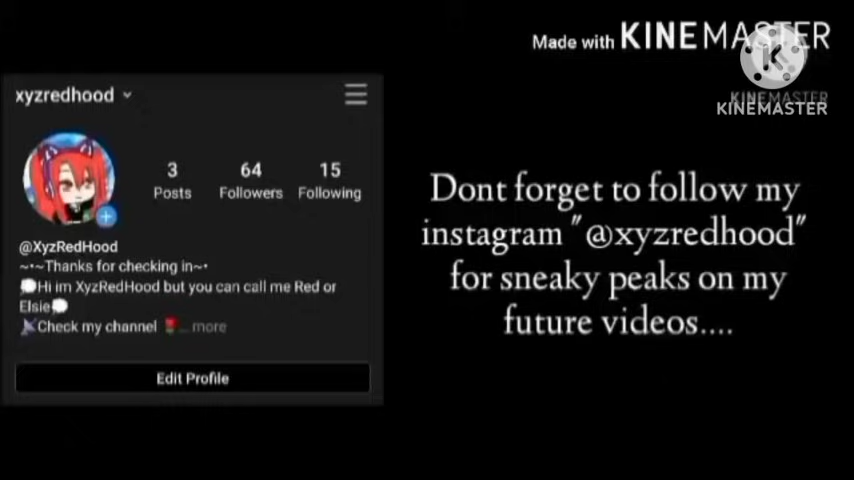 Made with KINEMASTER
KINEMASTER
KINEMASTER
xyzredhood
3 64 15
Posts Followers Following
@XyzRedHood
~•~Thanks for checking in~•
💭Hi im XyzRedHood but you can call me Red or
Elsie💭
Check my channel 🌹... more
Edit Profile
Dont forget to follow my
instagram "@xyzredhood"
for sneaky peaks on my
future videos....